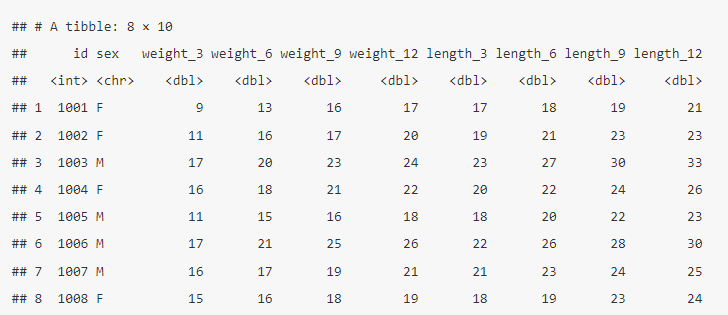 ## # A tibble: 8 × 10
##      id sex   weight_3 weight_6 weight_9 weight_12 length_3 length_6 length_9 length_12
##   <int> <chr>    <dbl>    <dbl>    <dbl>     <dbl>    <dbl>    <dbl>    <dbl>     <dbl>
## 1  1001 F            9       13       16        17       17       18       19        21
## 2  1002 F           11       16       17        20       19       21       23        23
## 3  1003 M           17       20       23        24       23       27       30        33
## 4  1004 F           16       18       21        22       20       22       24        26
## 5  1005 M           11       15       16        18       18       20       22        23
## 6  1006 M           17       21       25        26       22       26       28        30
## 7  1007 M           16       17       19        21       21       23       24        25
## 8  1008 F           15       16       18        19       18       19       23        24